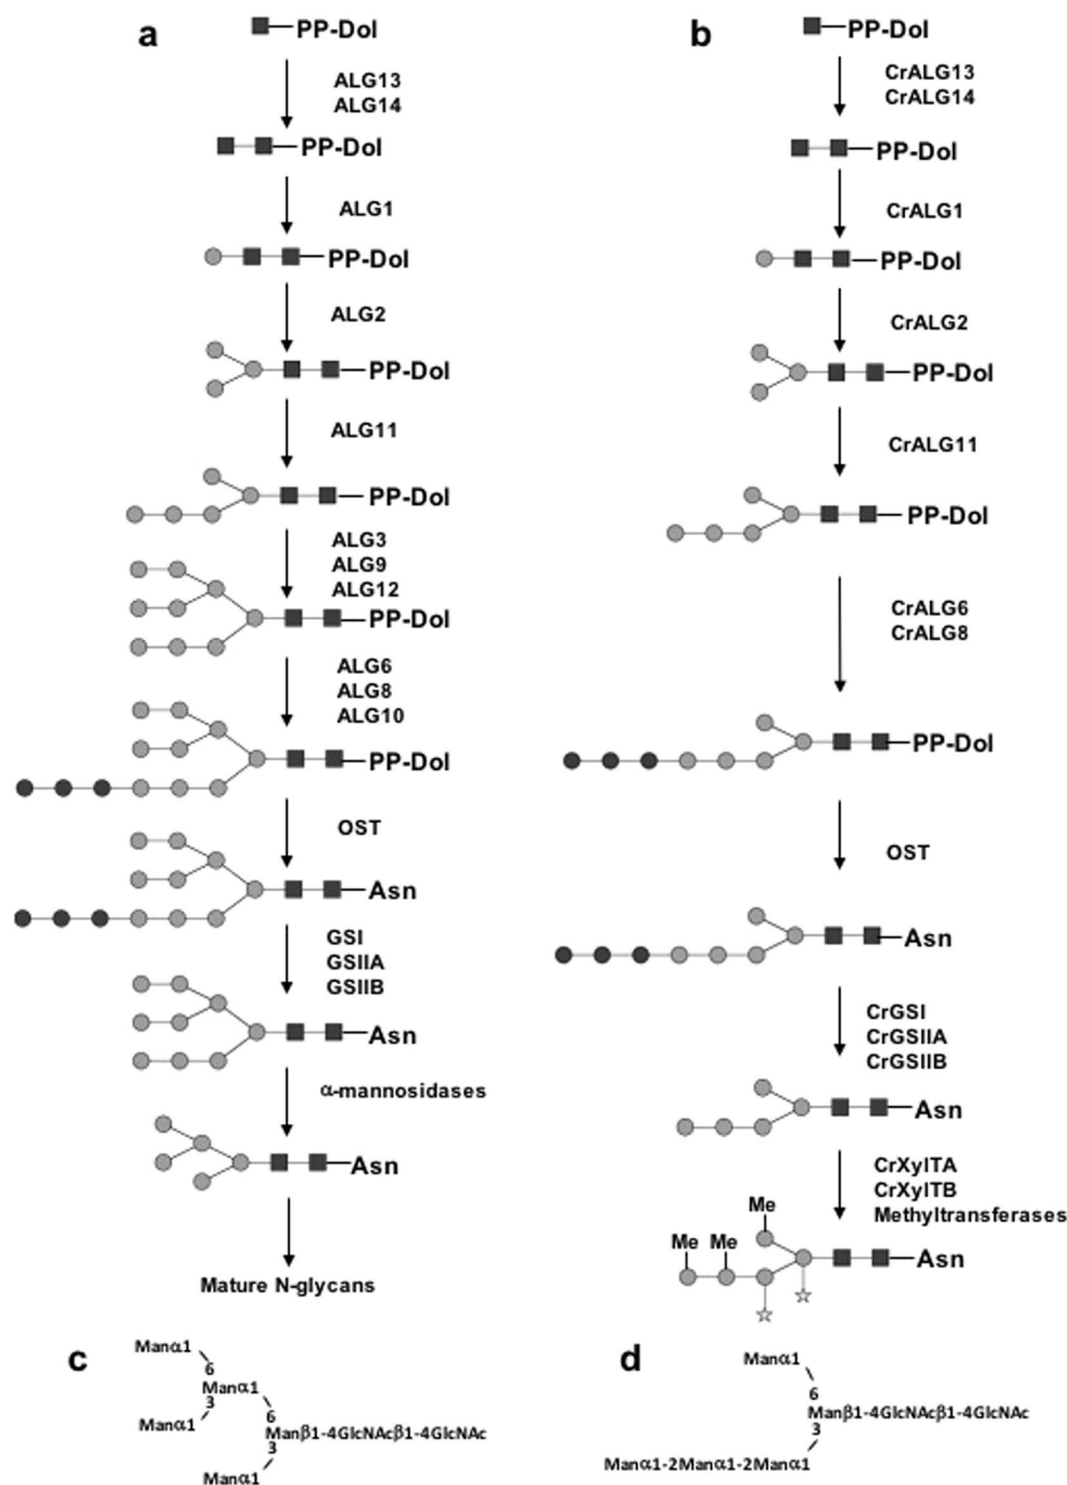 a
PP-Dol
ALG13
ALG14
PP-Dol
ALG1
PP-Dol
ALG2
PP-Dol
ALG11
PP-Dol
ALG3
ALG9
ALG12
PP-Dol
ALG6
ALG8
ALG10
PP-Dol
OST
Asn
GSI
GSIIA
GSIIB
Asn
α-mannosidases
Asn
Mature N-glycans
b
PP-Dol
CrALG13
CrALG14
PP-Dol
CrALG1
PP-Dol
CrALG2
PP-Dol
CrALG11
PP-Dol
CrALG6
CrALG8
PP-Dol
OST
Asn
CrGSI
CrGSIIA
CrGSIIB
Asn
CrXylTA
CrXylTB
Methyltransferases
Me
Me Me
Asn
c
Manα1
6
Manα1
3
Manα1
6
Manβ1-4GlcNAcβ1-4GlcNAc
3
Manα1
d
Manα1
6
Manβ1-4GlcNAcβ1-4GlcNAc
3
Manα1-2Manα1-2Manα1